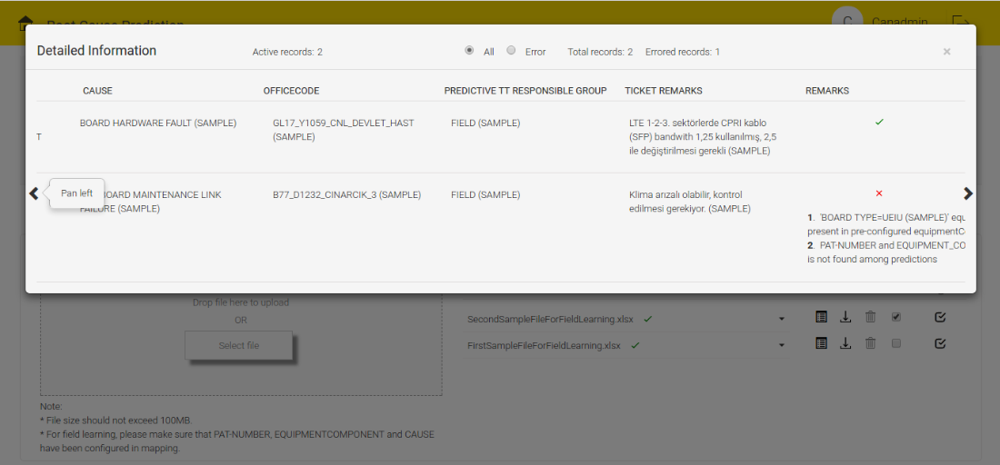 Root Cause Prediction
C Canadmin
Detailed Information Active records: 2 All Error Total records: 2 Errored records: 1 ×
CAUSE OFFICECODE PREDICTIVE TT RESPONSIBLE GROUP TICKET REMARKS REMARKS
T
BOARD HARDWARE FAULT (SAMPLE)
GL17_Y1059_CNL_DEVLET_HAST
(SAMPLE)
FIELD (SAMPLE)
LTE 1-2-3. sektörlerde CPRI kablo
(SFP) bandwith 1,25 kullanılmış, 2,5
ile değiştirilmesi gerekli (SAMPLE)
Pan left
BOARD MAINTENANCE LINK
FAILURE (SAMPLE)
B77_D1232_CINARCIK_3 (SAMPLE)
FIELD (SAMPLE)
Klima arızalı olabilir, kontrol
edilmesi gerekiyor. (SAMPLE)
1. 'BOARD TYPE=UEIU (SAMPLE)' equ
present in pre-configured equipmentC
2. PAT-NUMBER and EQUIPMENT_CO
is not found among predictions
Drop file here to upload
OR
Select file
SecondSampleFileForFieldLearning.xlsx
FirstSampleFileForFieldLearning.xlsx
Note:
* File size should not exceed 100MB.
* For field learning, please make sure that PAT-NUMBER, EQUIPMENTCOMPONENT and CAUSE
have been configured in mapping.